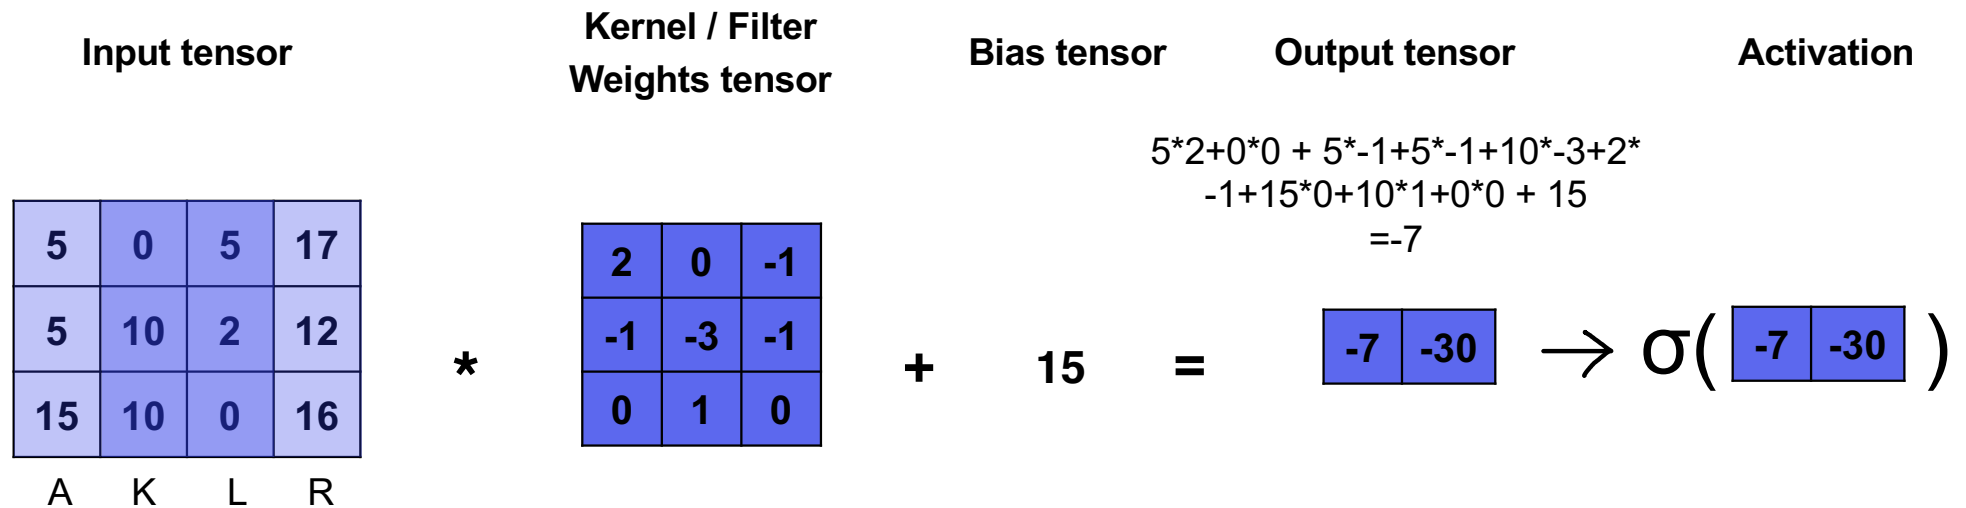 Input tensor
Kernel / Filter
Weights tensor
Bias tensor
Output tensor
Activation
5*2+0*0 + 5*-1+5*-1+10*-3+2*
-1+15*0+10*1+0*0 + 15
=-7
5 0 5 17
5 10 2 12
15 10 0 16
A K L R
*
2 0 -1
-1 -3 -1
0 1 0
+
15
=
-7 -30
→
σ( -7 -30 )